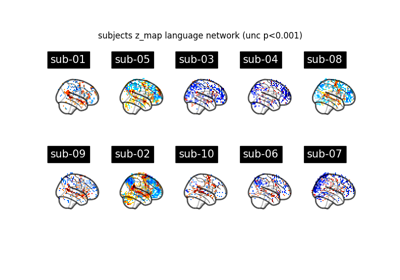 subjects z_map language network (unc p<0.001)
sub-01 sub-05 sub-03 sub-04 sub-08
sub-09 sub-02 sub-10 sub-06 sub-07